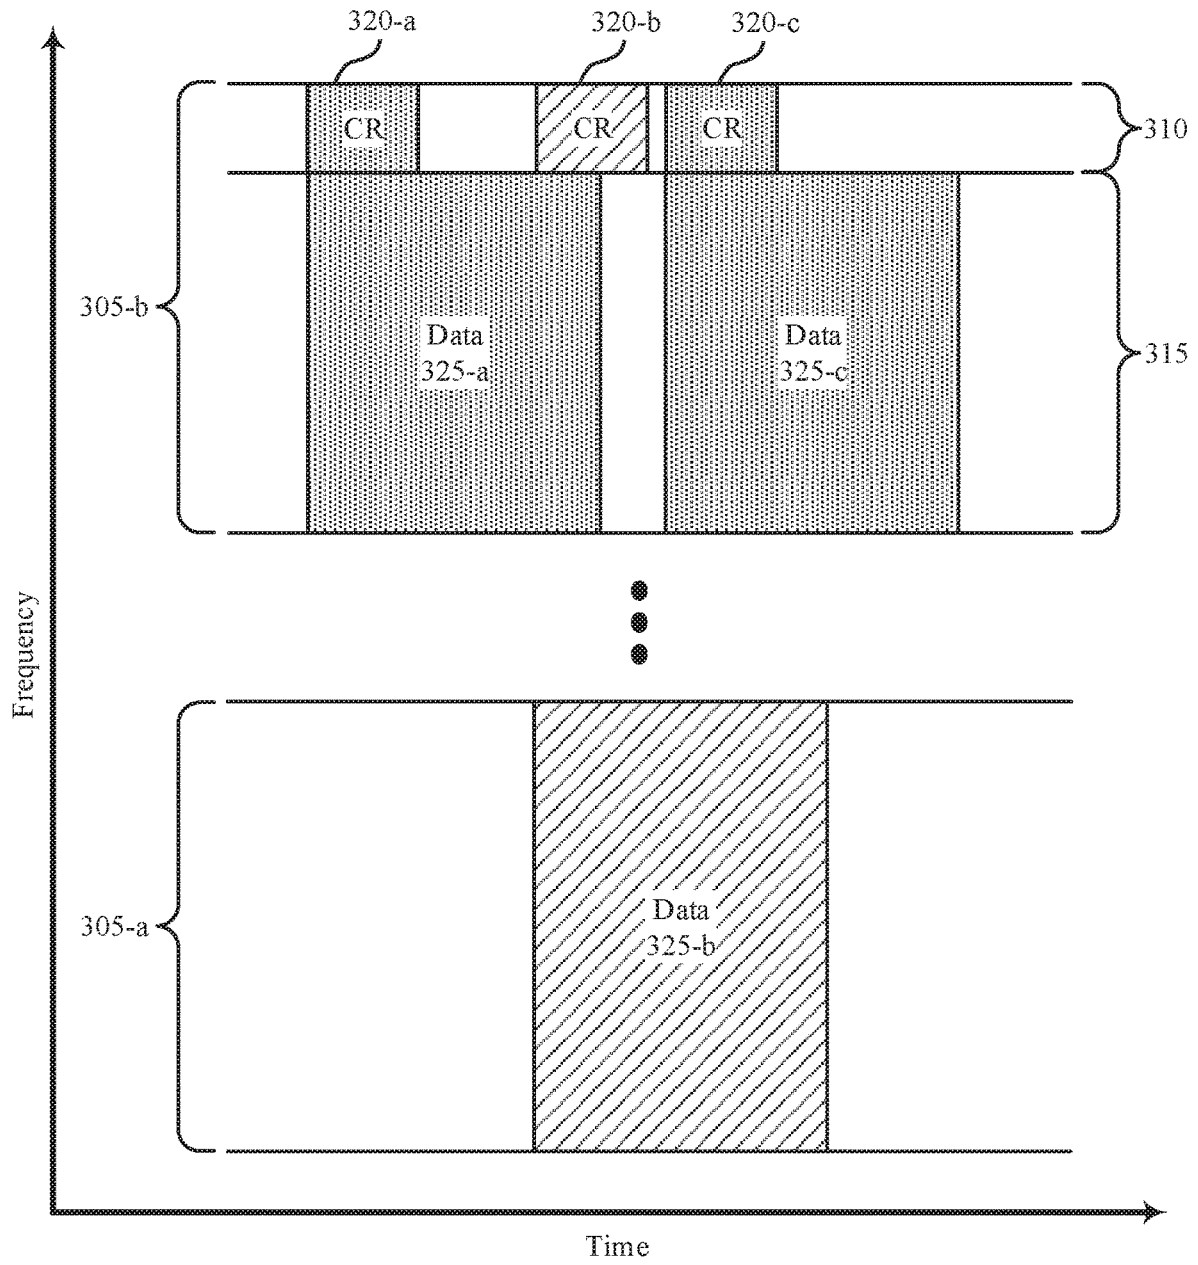 320-a
320-b
320-c
CR
CR
CR
310
305-b
Data
325-a
Data
325-c
315
Frequency
305-a
Data
325-b
Time